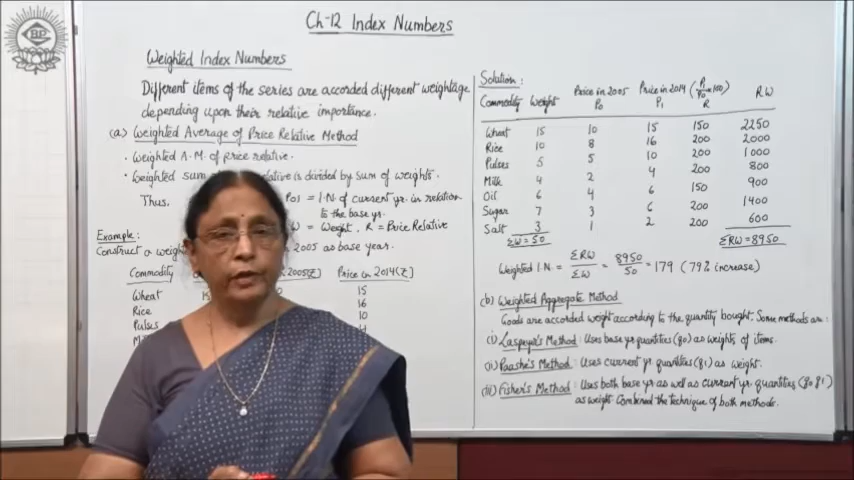 Ch-12 Index Numbers
BP
Weighted Index Numbers
Different items of the series are accorded different weightage
depending upon their relative importance.
(a) Weighted Average of Price Relative Method
• Weighted A.M. of price relative.
• Weighted sum relative is divided by sum of weights.
Thus, P01 = I.N. of current yr. in relation
to the base yr.
W = Weight, R = Price Relative
Example:
Construct a weight 2005 as base year.
Commodity 2005(₹) Price in 2014(₹)
Wheat 15
Rice 16
Pulses 10
4
Solution:
Commodity Weight Price in 2005 P0 Price in 2014 P1 (P1/P0 × 100) R R.W
Wheat 15 10 15 150 2250
Rice 10 8 16 200 2000
Pulses 5 5 10 200 1000
Milk 4 2 4 200 800
Oil 6 4 6 150 900
Sugar 7 3 6 200 1400
Salt 3 1 2 200 600
ΣW = 50 ΣRW = 8950
Weighted I.N. = ΣRW/ΣW = 8950/50 = 179 (79% increase)
(b) Weighted Aggregate Method
Goods are accorded weight according to the quantity bought. Some methods are:
(i) Laspeyre's Method: Uses base yr. quantities (q0) as weights of items.
(ii) Paashe's Method: Uses current yr. quantities (q1) as weight.
(iii) Fisher's Method: Uses both base yr. as well as current yr. quantities (q0 q1)
as weight. Combined the technique of both methods.